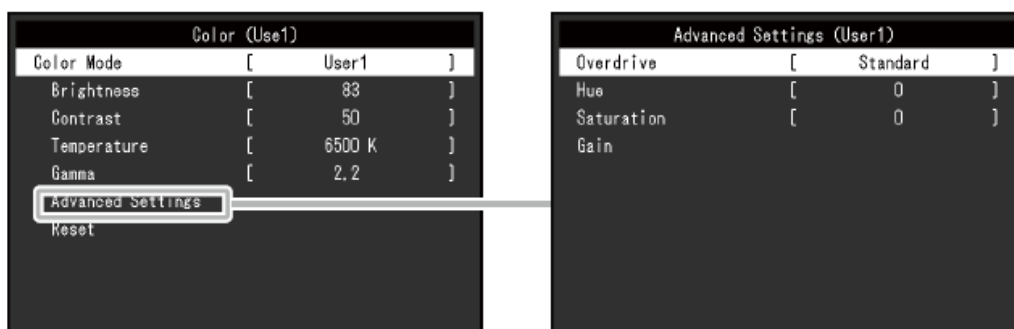 Color (Use1)
Color Mode [ User1 ]
Brightness [ 83 ]
Contrast [ 50 ]
Temperature [ 6500 K ]
Gamma [ 2.2 ]
Advanced Settings
Reset
Advanced Settings (User1)
Overdrive [ Standard ]
Hue [ 0 ]
Saturation [ 0 ]
Gain